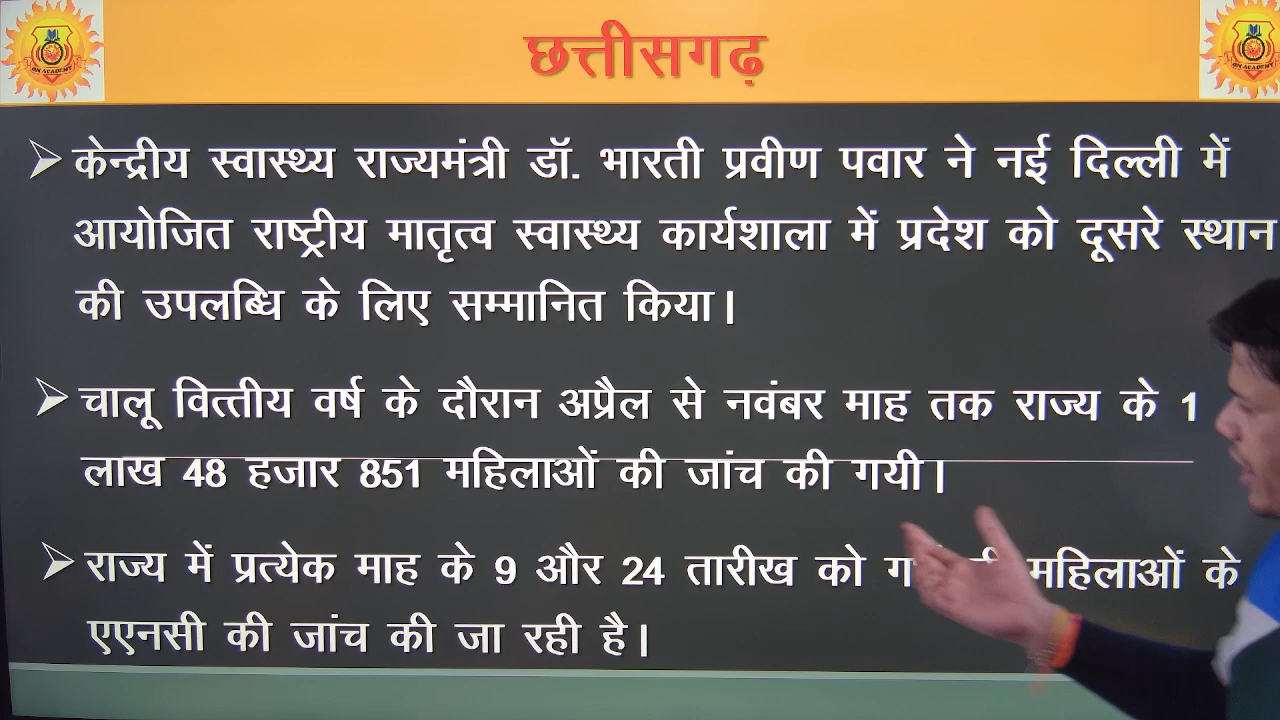 छत्तीसगढ़
केन्द्रीय स्वास्थ्य राज्यमंत्री डॉ. भारती प्रवीण पवार ने नई दिल्ली में
आयोजित राष्ट्रीय मातृत्व स्वास्थ्य कार्यशाला में प्रदेश को दूसरे स्थान
की उपलब्धि के लिए सम्मानित किया।
चालू वित्तीय वर्ष के दौरान अप्रैल से नवंबर माह तक राज्य के 1
लाख 48 हजार 851 महिलाओं की जांच की गयी।
राज्य में प्रत्येक माह के 9 और 24 तारीख को महिलाओं के
एएनसी की जांच की जा रही है।